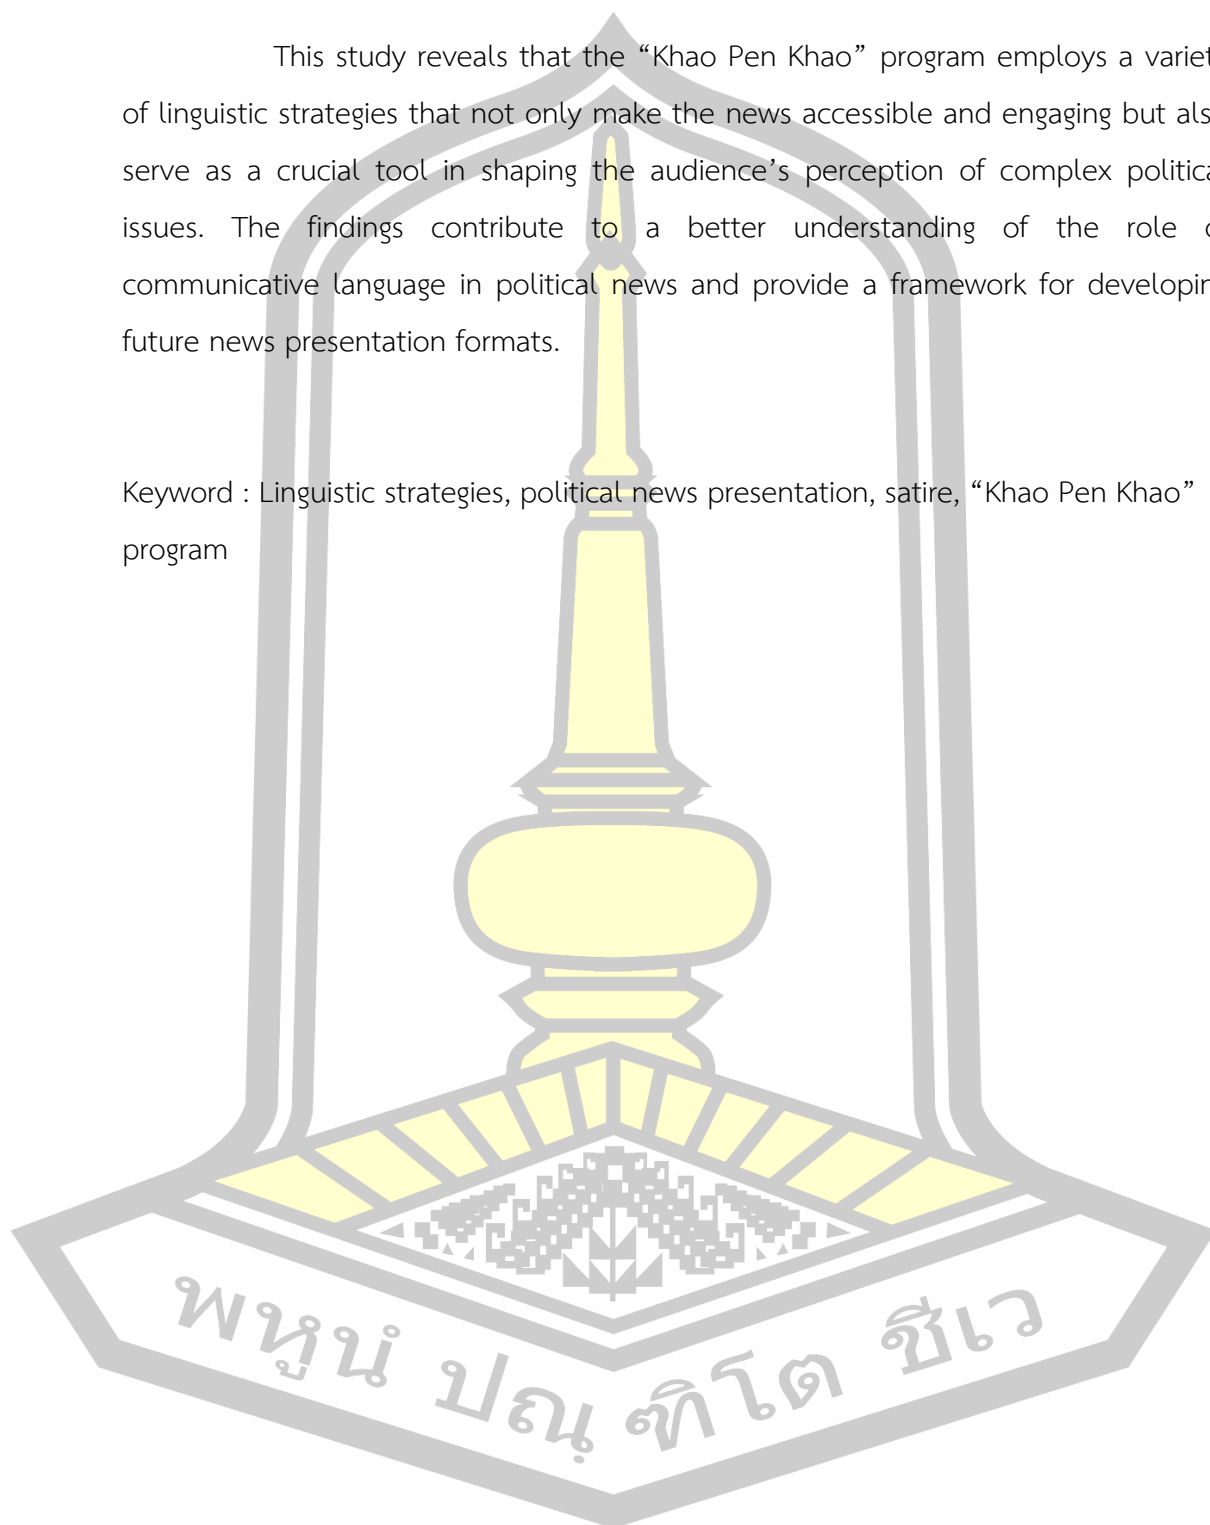 This study reveals that the “Khao Pen Khao” program employs a variet
of linguistic strategies that not only make the news accessible and engaging but als
serve as a crucial tool in shaping the audience’s perception of complex politica
issues. The findings contribute to a better understanding of the role o
communicative language in political news and provide a framework for developin
future news presentation formats.
Keyword : Linguistic strategies, political news presentation, satire, “Khao Pen Khao”
program
พหูนํ ปณฺฑิโต ชีเว